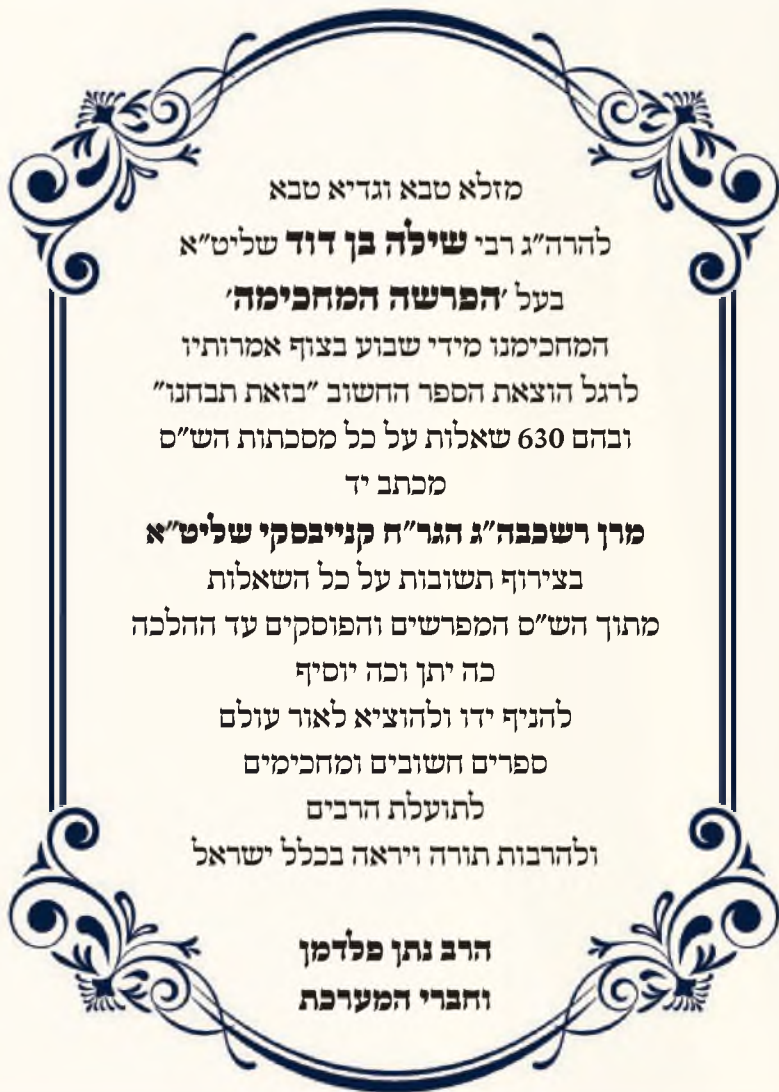 מזלא טבא וגדיא טבא
להרה״ג רבי שילה בן דוד שליט״א
בעל ׳הפרשה המחכימה׳
המחכימנו מידי שבוע בצוף אמרותיו
לרגל הוצאת הספר החשוב ״בזאת תבחנו״
ובהם 630 שאלות על כל מסכתות הש״ס
מכתב יד
מרן רשכבה״ג הגר״ח קנייבסקי שליט״א
בצירוף תשובות על כל השאלות
מתוך הש״ס המפרשים והפוסקים עד ההלכה
כה יתן וכה יוסיף
להניף ידו ולהוציא לאור עולם
ספרים חשובים ומחכימים
לתועלת הרבים
ולהרבות תורה ויראה בכלל ישראל
הרב נתן פלדמן
וחברי המערכת